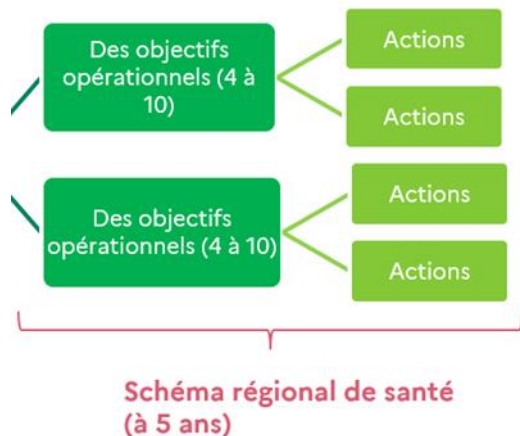 Des objectifs
opérationnels (4 à
10)
Actions
Actions
Des objectifs
opérationnels (4 à 10)
Actions
Actions
Schéma régional de santé
(à 5 ans)